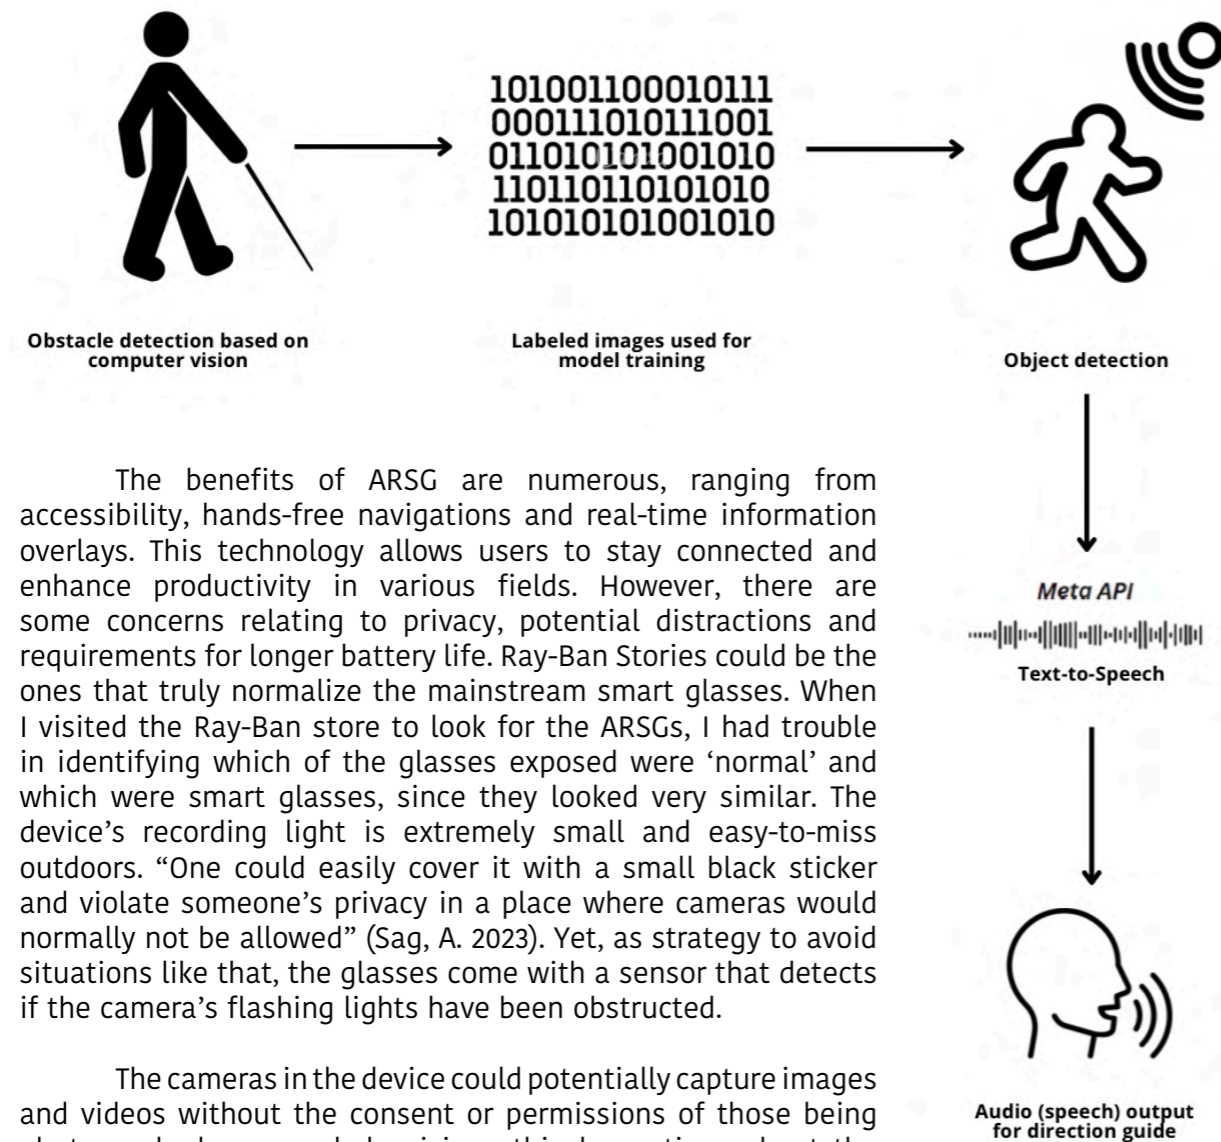 101001100010111
000111010111001
011010101001010
110110110101010
101010101001010
Obstacle detection based on
computer vision
Labeled images used for
model training
Object detection
Meta API
Text-to-Speech
Audio (speech) output
for direction guide
The benefits of ARSG are numerous, ranging from
accessibility, hands-free navigations and real-time information
overlays. This technology allows users to stay connected and
enhance productivity in various fields. However, there are
some concerns relating to privacy, potential distractions and
requirements for longer battery life. Ray-Ban Stories could be the
ones that truly normalize the mainstream smart glasses. When
I visited the Ray-Ban store to look for the ARSGs, I had trouble
in identifying which of the glasses exposed were ‘normal’ and
which were smart glasses, since they looked very similar. The
device’s recording light is extremely small and easy-to-miss
outdoors. “One could easily cover it with a small black sticker
and violate someone’s privacy in a place where cameras would
normally not be allowed” (Sag, A. 2023). Yet, as strategy to avoid
situations like that, the glasses come with a sensor that detects
if the camera’s flashing lights have been obstructed.
The cameras in the device could potentially capture images
and videos without the consent or permissions of those being